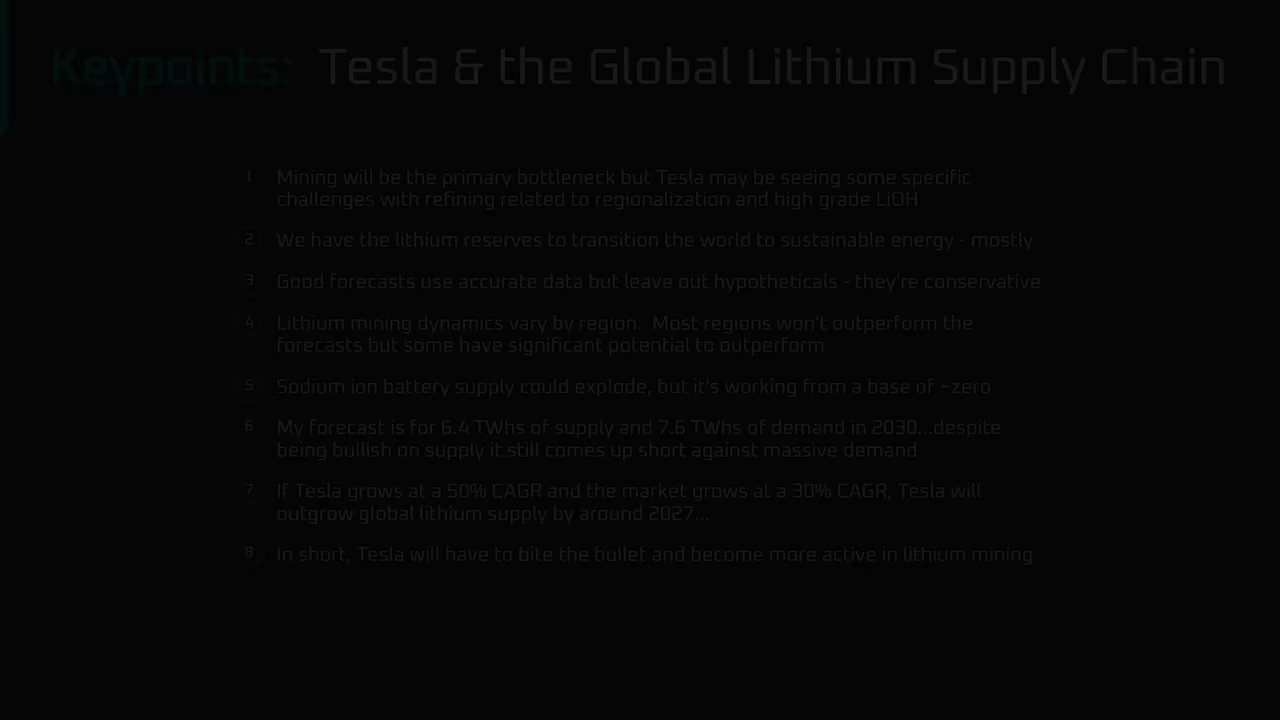 Keypoints: Tesla & the Global Lithium Supply Chain
1 Mining will be the primary bottleneck but Tesla may be seeing some specific
challenges with refining related to regionalization and high grade LiOH
2 We have the lithium reserves to transition the world to sustainable energy - mostly
3 Good forecasts use accurate data but leave out hypotheticals - they're conservative
4 Lithium mining dynamics vary by region.  Most regions won't outperform the
forecasts but some have significant potential to outperform
5 Sodium ion battery supply could explode, but it's working from a base of ~zero
6 My forecast is for 6.4 TWhs of supply and 7.6 TWhs of demand in 2030...despite
being bullish on supply it still comes up short against massive demand
7 If Tesla grows at a 50% CAGR and the market grows at a 30% CAGR, Tesla will
outgrow global lithium supply by around 2027...
8 In short, Tesla will have to bite the bullet and become more active in lithium mining